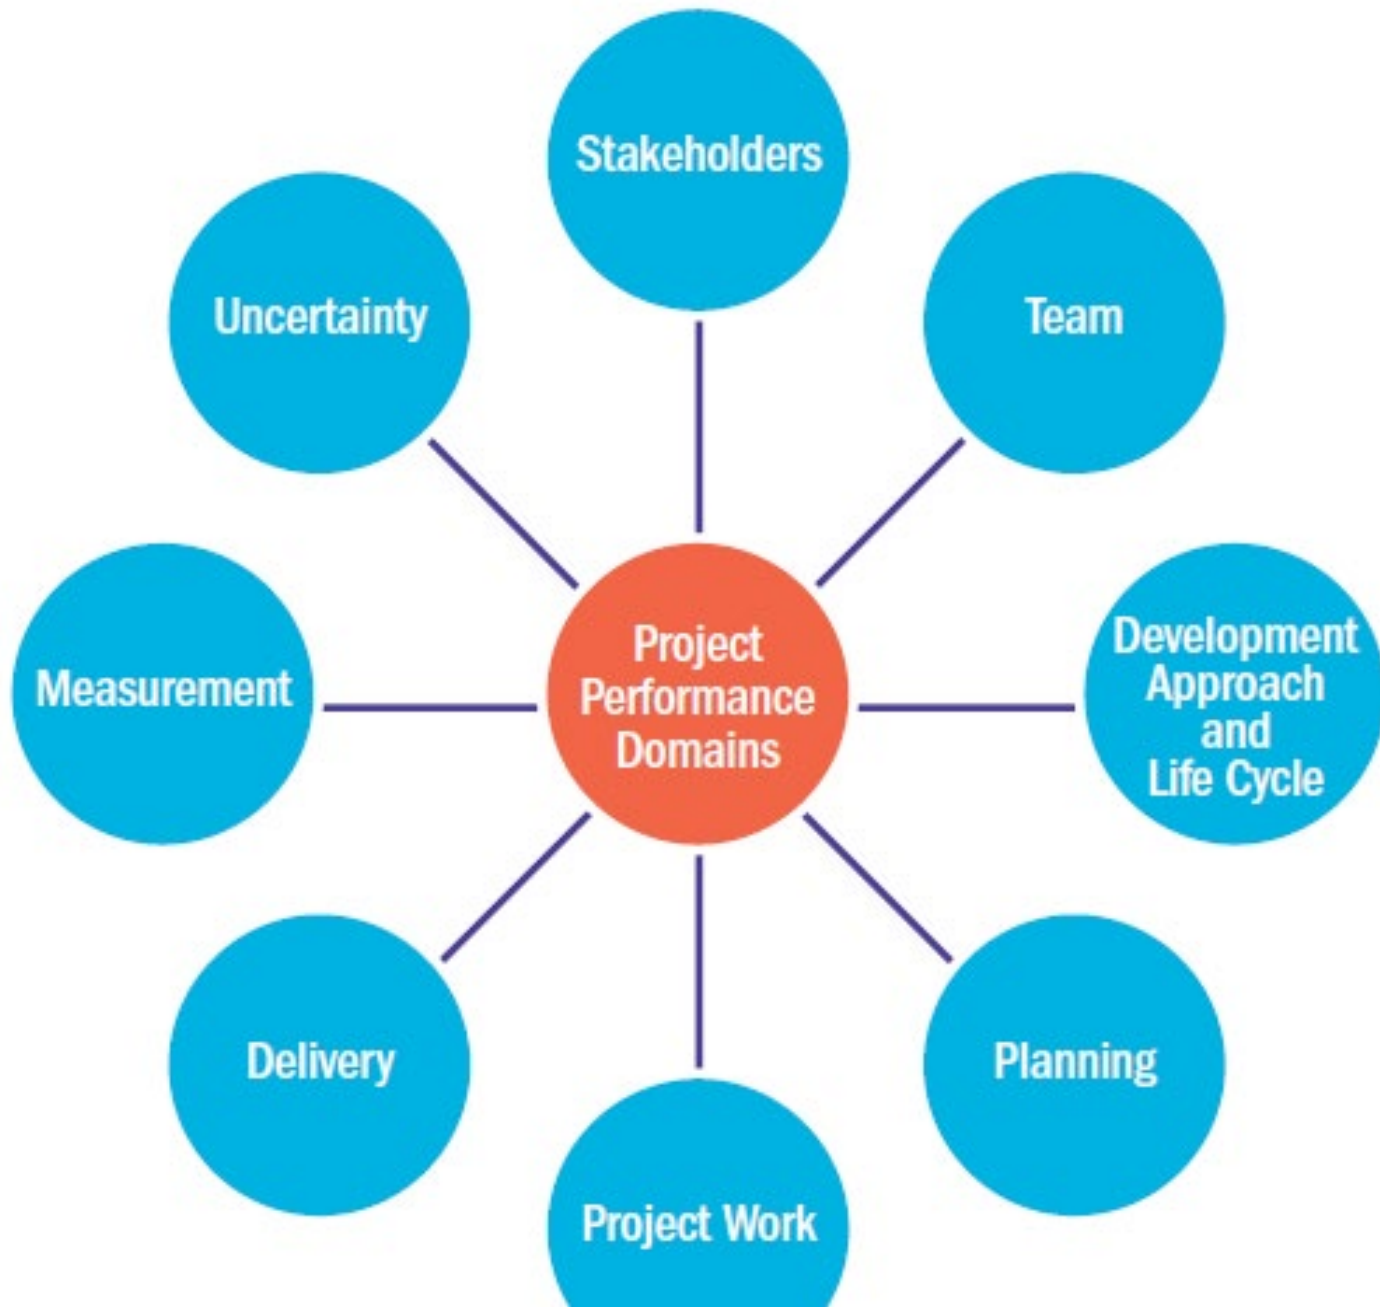 Stakeholders
Uncertainty
Team
Measurement
Project
Performance
Domains
Development
Approach
and
Life Cycle
Delivery
Planning
Project Work